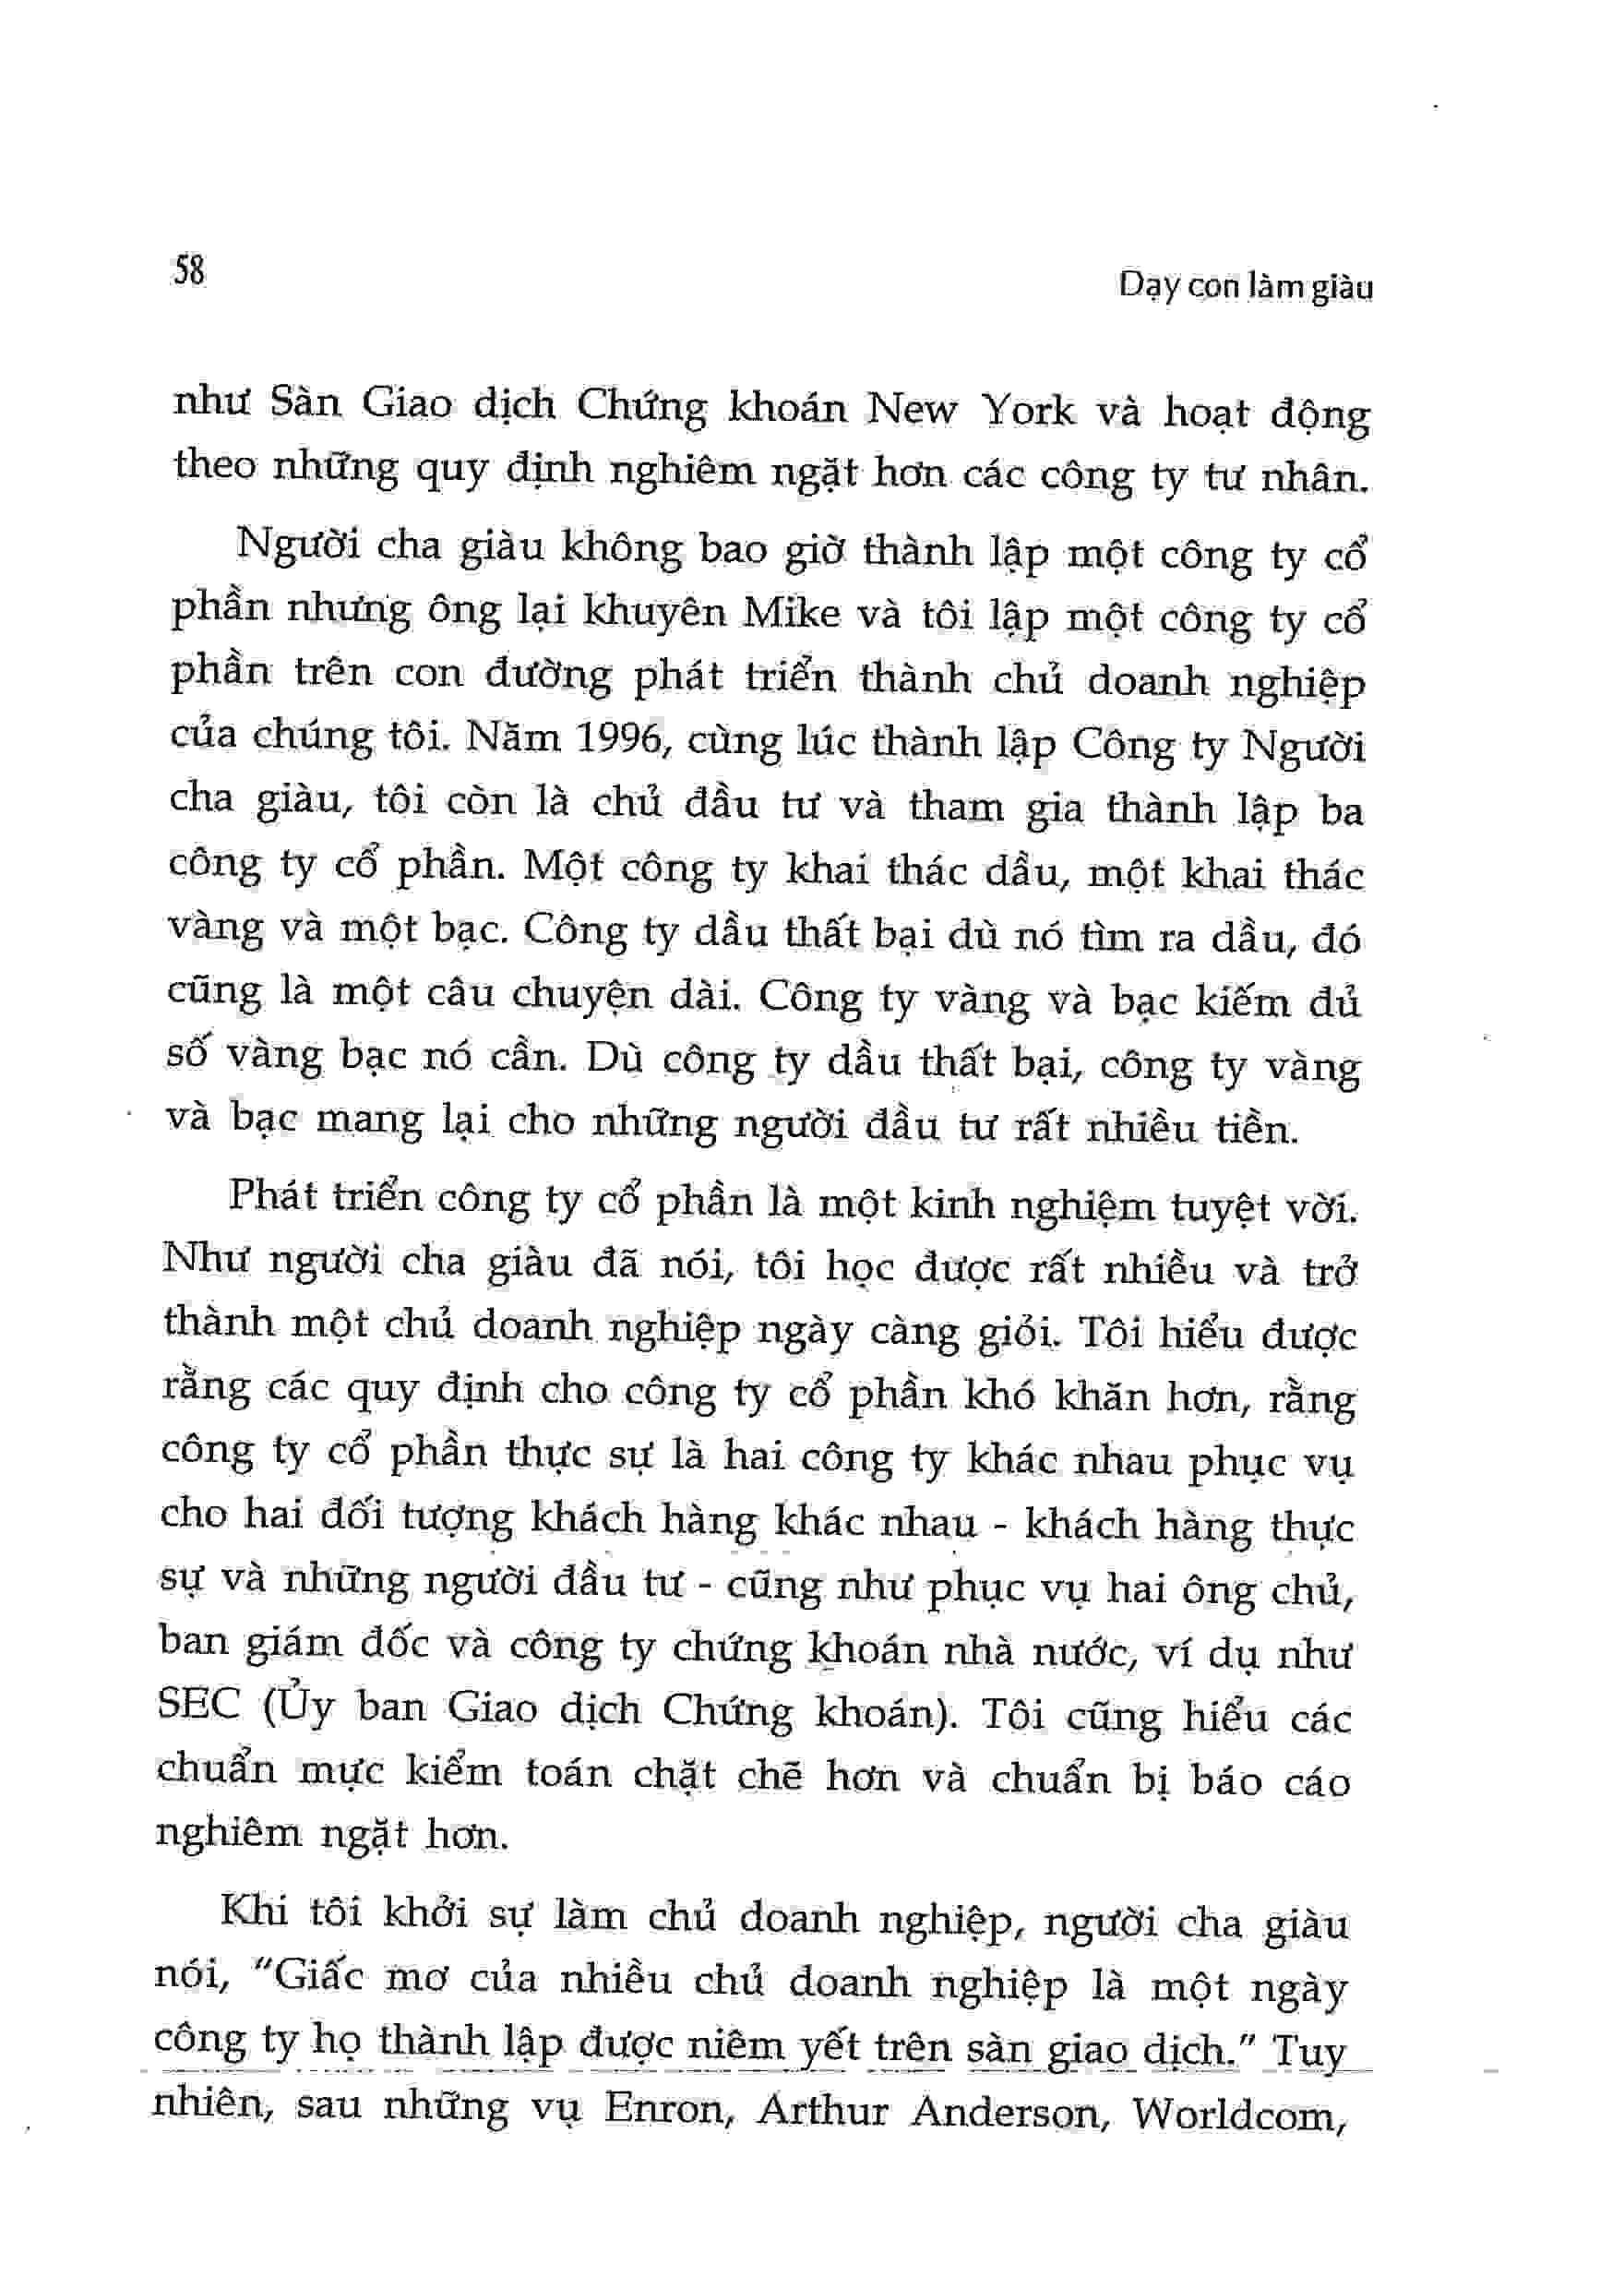 58
Dạy con làm giàu
như Sàn Giao dịch Chứng khoán New York và hoạt động
theo những quy định nghiêm ngặt hơn các công ty tư nhân.
Người cha giàu không bao giờ thành lập một công ty cổ
phần nhưng ông lại khuyên Mike và tôi lập một công ty cổ
phần trên con đường phát triển thành chủ doanh nghiệp
của chúng tôi. Năm 1996, cùng lúc thành lập Công ty Người
cha giàu, tôi còn là chủ đầu tư và tham gia thành lập ba
công ty cổ phần. Một công ty khai thác dầu, một khai thác
vàng và một bạc. Công ty dầu thất bại dù nó tìm ra dầu, đó
cũng là một câu chuyện dài. Công ty vàng và bạc kiếm đủ
số vàng bạc nó cần. Dù công ty dầu thất bại, công ty vàng
và bạc mang lại cho những người đầu tư rất nhiều tiền.
Phát triển công ty cổ phần là một kinh nghiệm tuyệt vời.
Như người cha giàu đã nói, tôi học được rất nhiều và trở
thành một chủ doanh nghiệp ngày càng giỏi. Tôi hiểu được
rằng các quy định cho công ty cổ phần khó khăn hơn, rằng
công ty cổ phần thực sự là hai công ty khác nhau phục vụ
cho hai đối tượng khách hàng khác nhau - khách hàng thực
sự và những người đầu tư - cũng như phục vụ hai ông chủ,
ban giám đốc và công ty chứng khoán nhà nước, ví dụ như
SEC (Ủy ban Giao dịch Chứng khoán). Tôi cũng hiểu các
chuẩn mực kiểm toán chặt chẽ hơn và chuẩn bị báo cáo
nghiêm ngặt hơn.
Khi tôi khởi sự làm chủ doanh nghiệp, người cha giàu
nói, "Giấc mơ của nhiều chủ doanh nghiệp là một ngày
công ty họ thành lập được niêm yết trên sàn giao dịch." Tuy
nhiên, sau những vụ Enron, Arthur Anderson, Worldcom,